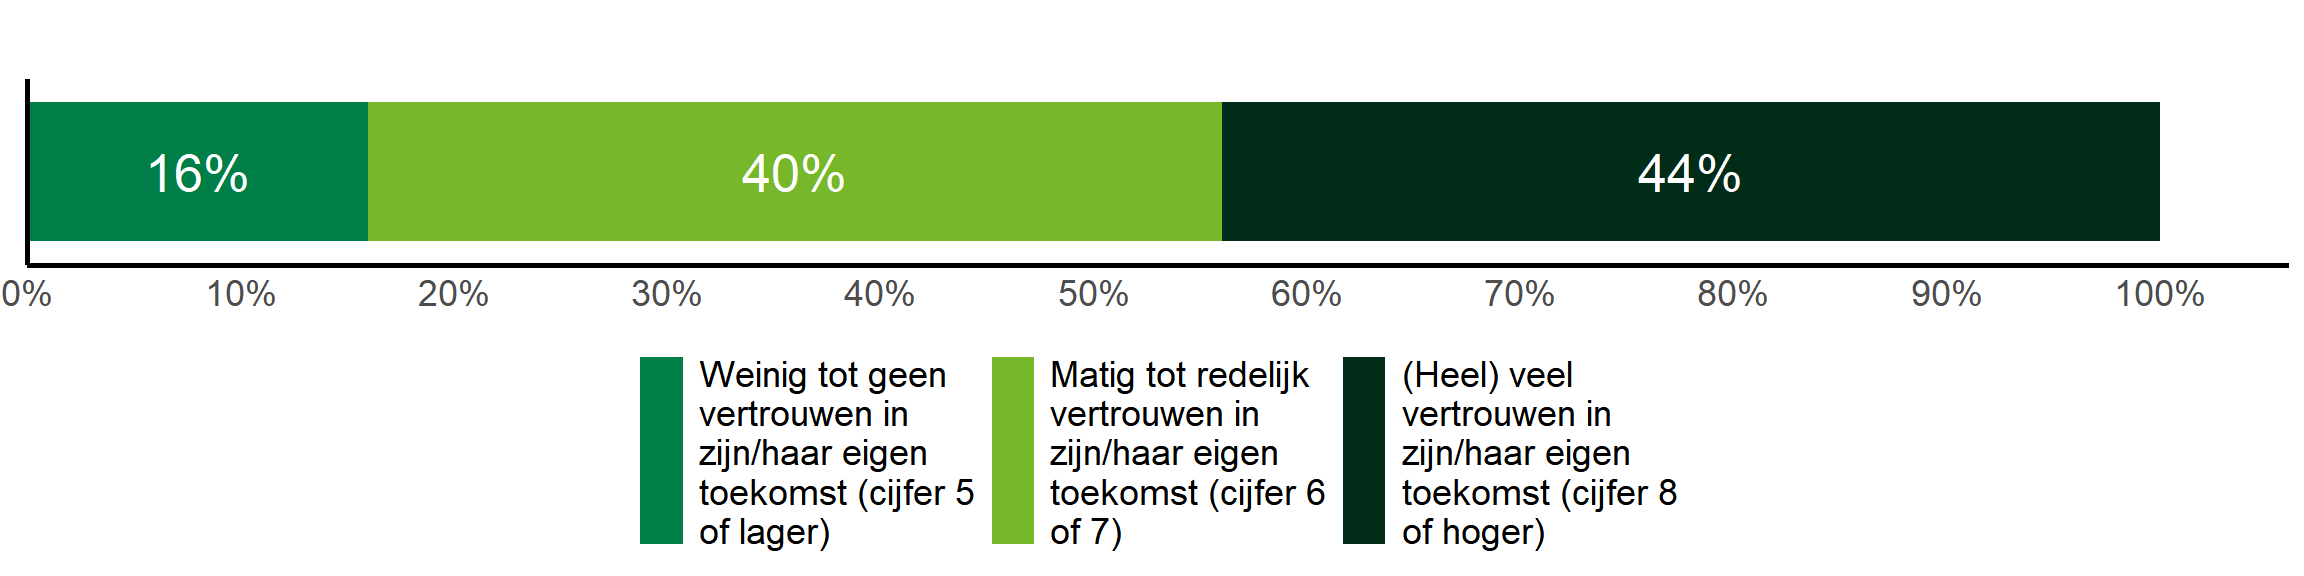 16% 40% 44%
0% 10% 20% 30% 40% 50% 60% 70% 80% 90% 100%
Weinig tot geen
vertrouwen in
zijn/haar eigen
toekomst (cijfer 5
of lager)
Matig tot redelijk
vertrouwen in
zijn/haar eigen
toekomst (cijfer 6
of 7)
(Heel) veel
vertrouwen in
zijn/haar eigen
toekomst (cijfer 8
of hoger)